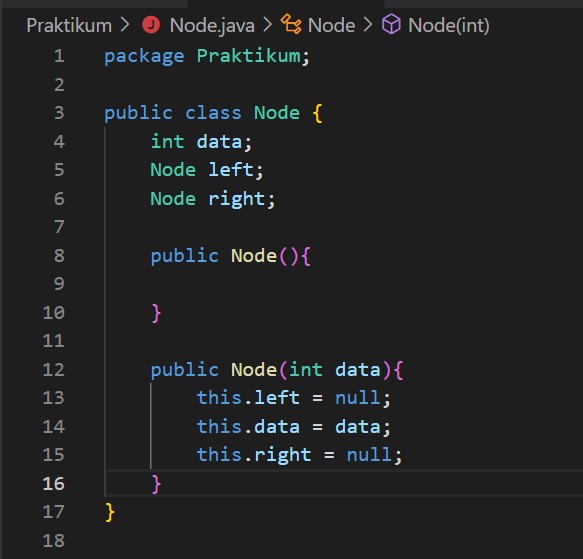 Praktikum > J Node.java > Node > Node(int)
1 package Praktikum;
2
3 public class Node {
4     int data;
5     Node left;
6     Node right;
7
8     public Node(){
9
10     }
11
12     public Node(int data){
13         this.left = null;
14         this.data = data;
15         this.right = null;
16     }
17 }
18